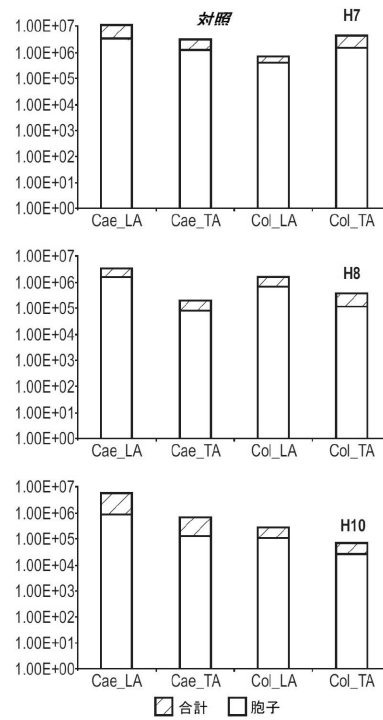 対照
H7
1.00E+07
1.00E+06
1.00E+05
1.00E+04
1.00E+03
1.00E+02
1.00E+01
1.00E+00
Cae_LA Cae_TA Col_LA Col_TA
H8
1.00E+07
1.00E+06
1.00E+05
1.00E+04
1.00E+03
1.00E+02
1.00E+01
1.00E+00
Cae_LA Cae_TA Col_LA Col_TA
H10
1.00E+07
1.00E+06
1.00E+05
1.00E+04
1.00E+03
1.00E+02
1.00E+01
1.00E+00
Cae_LA Cae_TA Col_LA Col_TA
合計 胞子